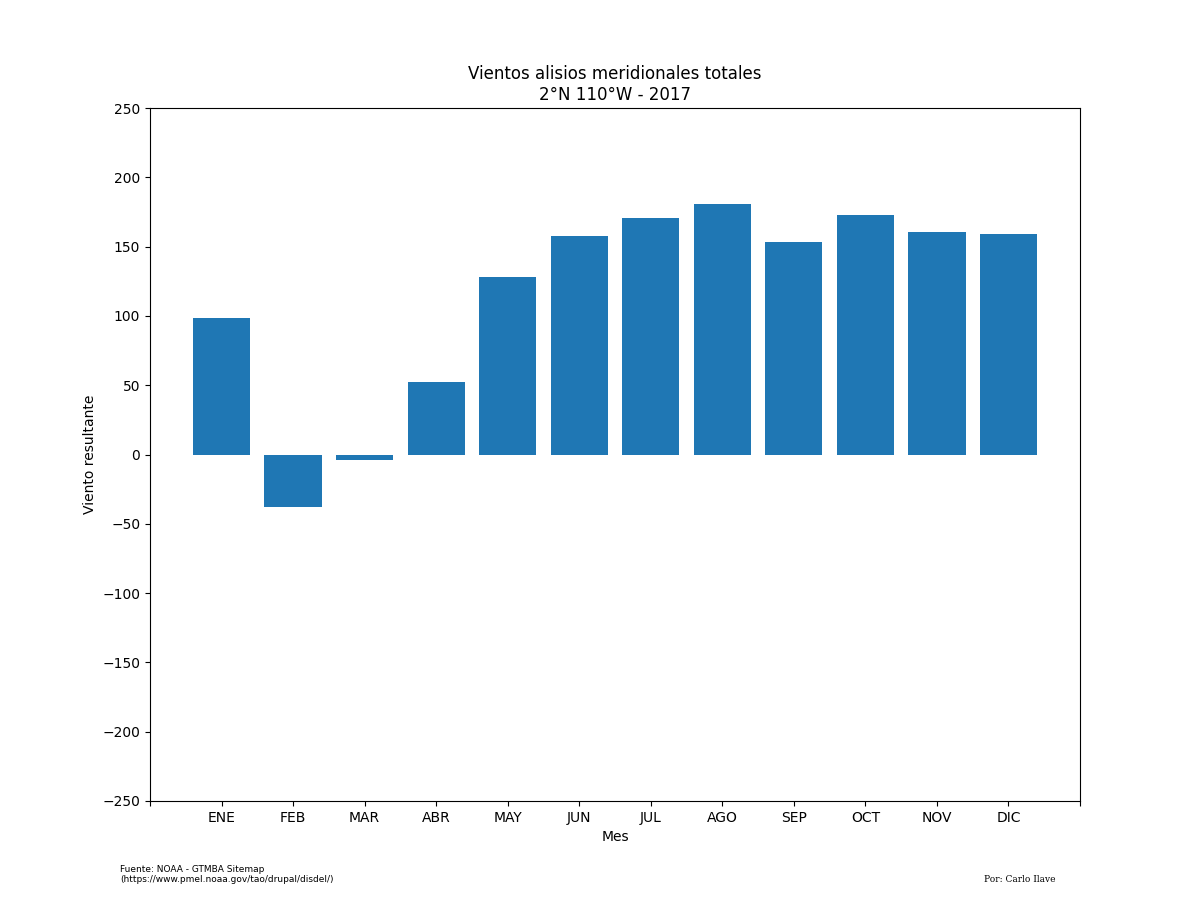 Vientos alisios meridionales totales
2°N 110°W - 2017
250
200
150
100
50
0
−50
−100
−150
−200
−250
Viento resultante
ENE FEB MAR ABR MAY JUN JUL AGO SEP OCT NOV DIC
Mes
Fuente: NOAA - GTMBA Sitemap
(https://www.pmel.noaa.gov/tao/drupal/disdel/)
Por: Carlo Ilave